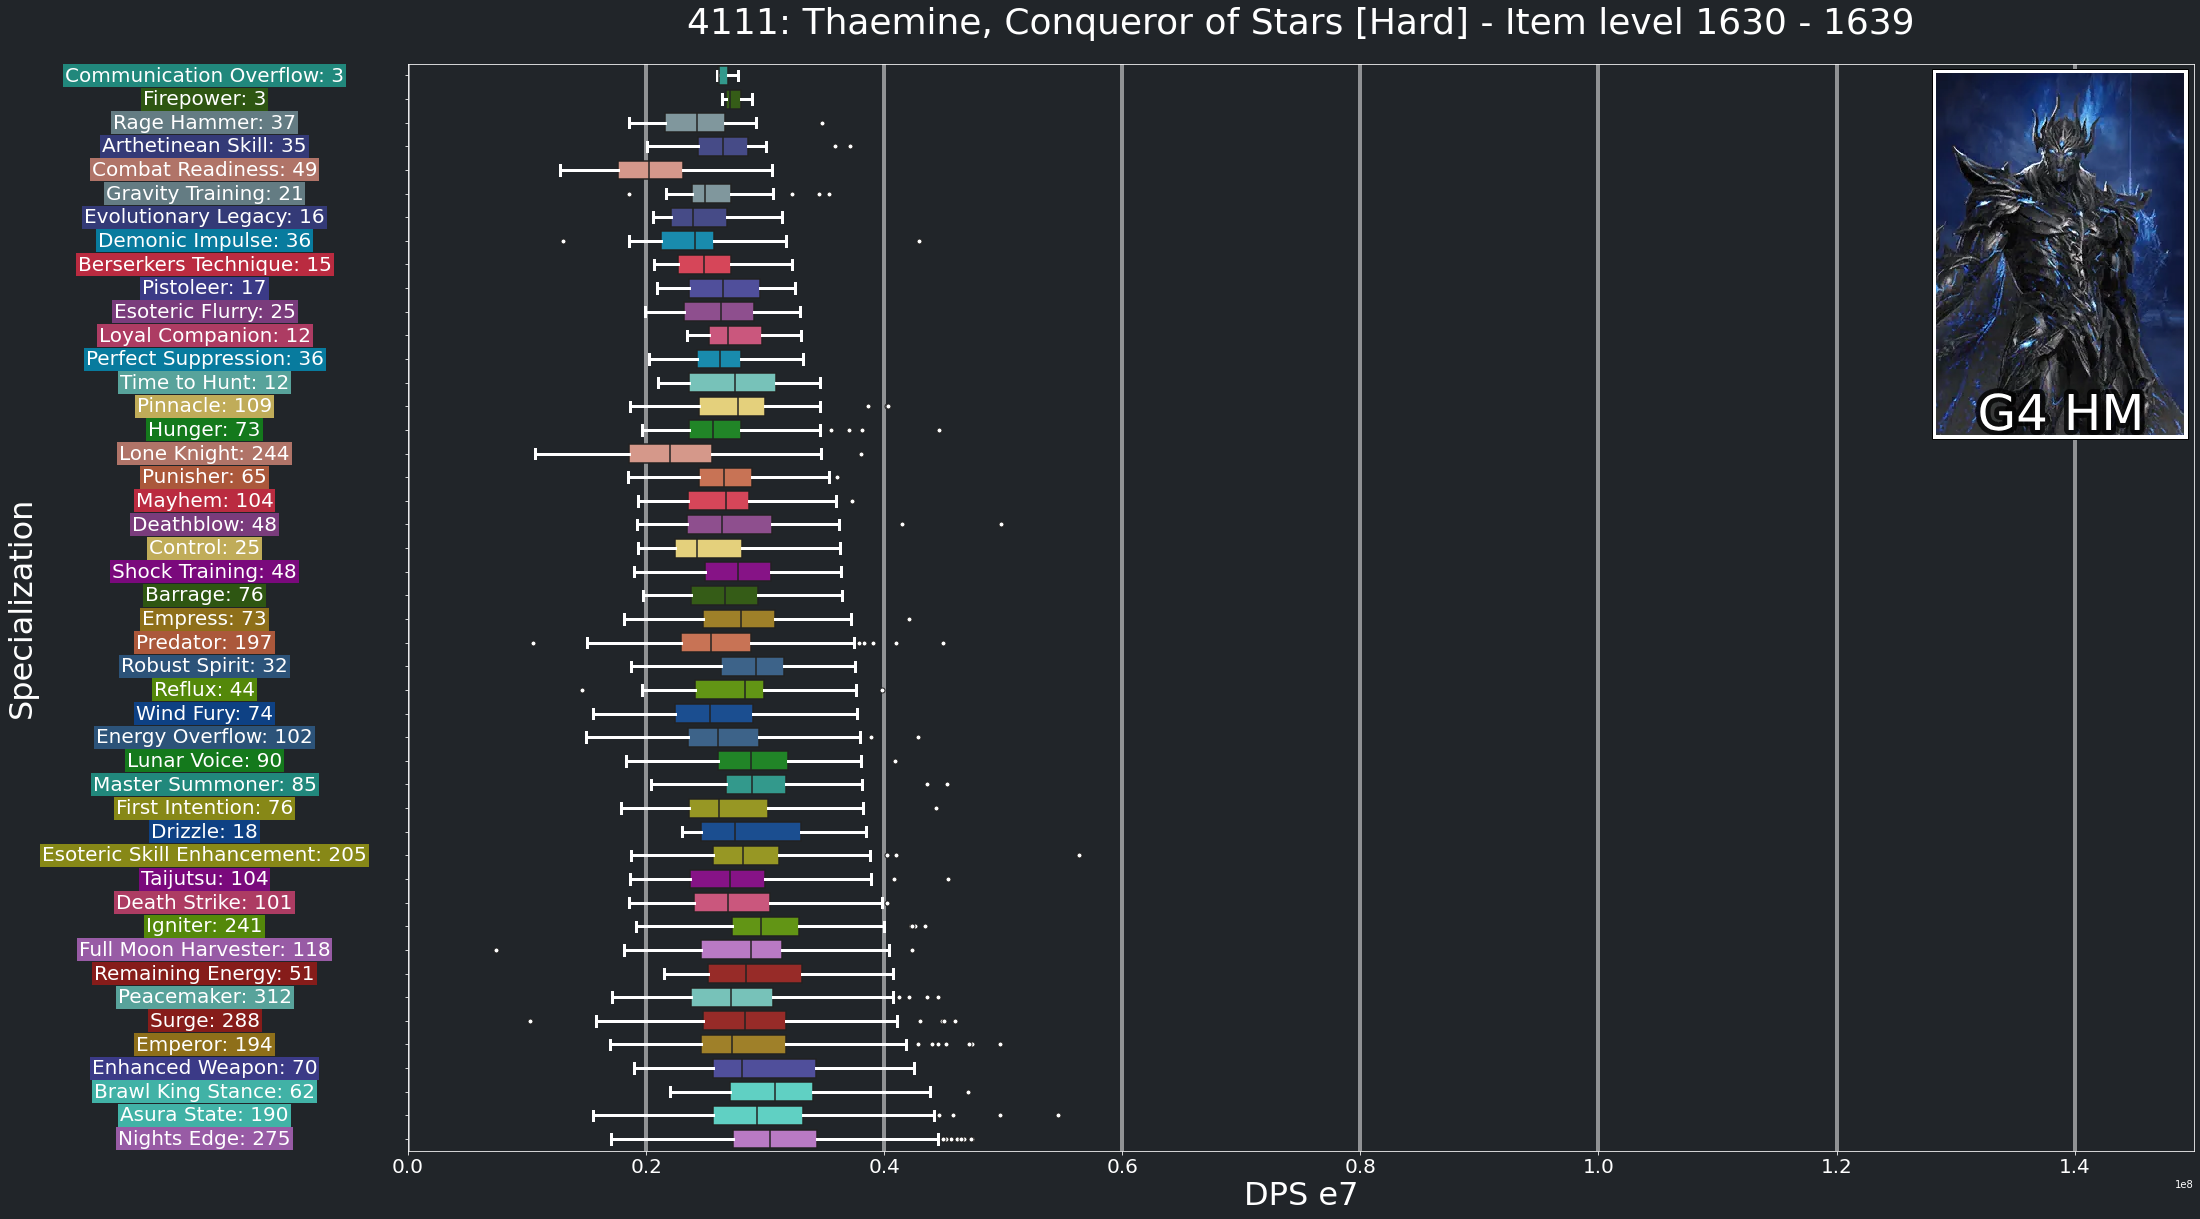 4111: Thaemine, Conqueror of Stars [Hard] - Item level 1630 - 1639
Communication Overflow: 3
Firepower: 3
Rage Hammer: 37
Arthetinean Skill: 35
Combat Readiness: 49
Gravity Training: 21
Evolutionary Legacy: 16
Demonic Impulse: 36
Berserkers Technique: 15
Pistoleer: 17
Esoteric Flurry: 25
Loyal Companion: 12
Perfect Suppression: 36
Time to Hunt: 12
Pinnacle: 109
Hunger: 73
Lone Knight: 244
Punisher: 65
Mayhem: 104
Deathblow: 48
Control: 25
Shock Training: 48
Barrage: 76
Empress: 73
Predator: 197
Robust Spirit: 32
Reflux: 44
Wind Fury: 74
Energy Overflow: 102
Lunar Voice: 90
Master Summoner: 85
First Intention: 76
Drizzle: 18
Esoteric Skill Enhancement: 205
Taijutsu: 104
Death Strike: 101
Igniter: 241
Full Moon Harvester: 118
Remaining Energy: 51
Peacemaker: 312
Surge: 288
Emperor: 194
Enhanced Weapon: 70
Brawl King Stance: 62
Asura State: 190
Nights Edge: 275
Specialization
G4 HM
0.0 0.2 0.4 0.6 0.8 1.0 1.2 1.4
1e8
DPS e7